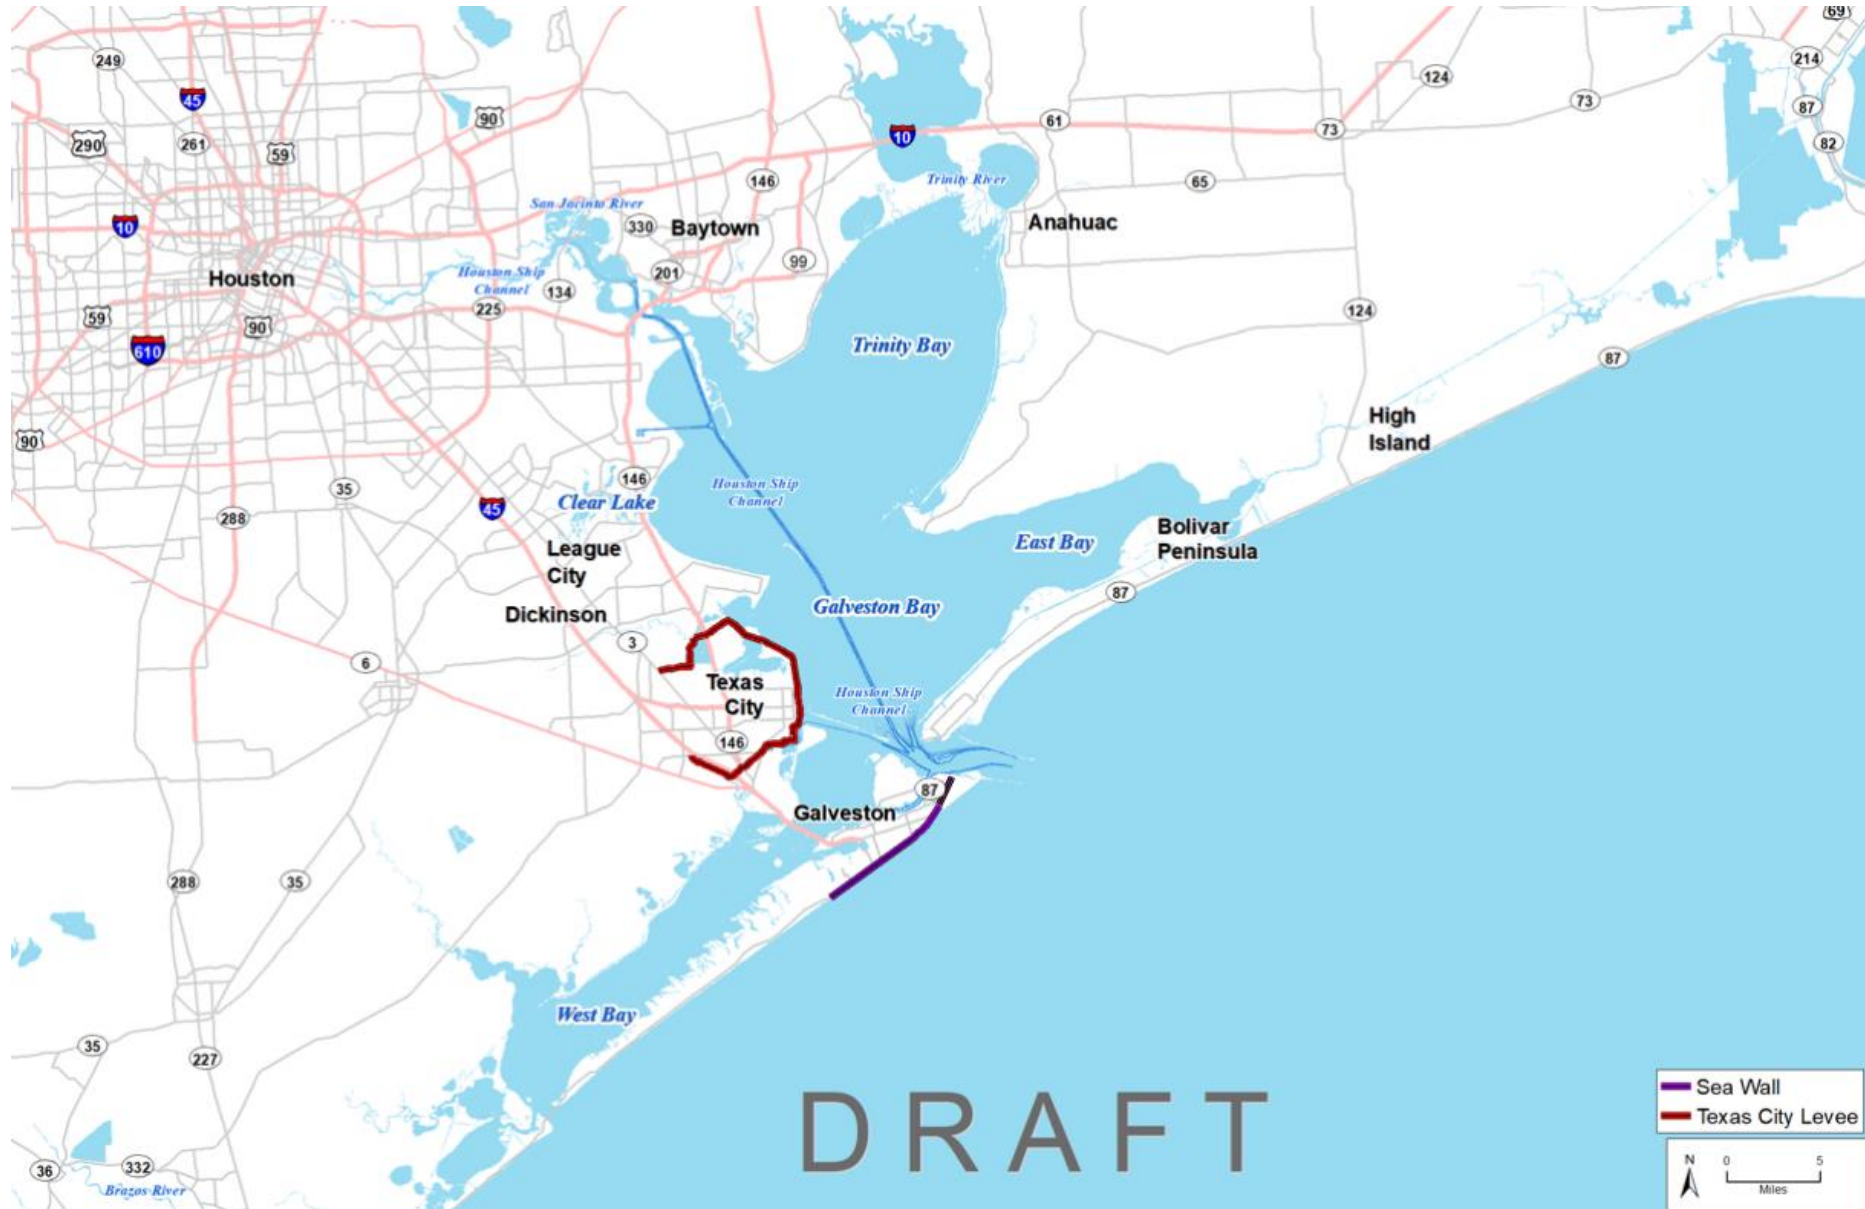 69
249
214
45
124
90
73
87
61
10
73
290
261
59
82
146
Trinity River
65
San Jacinto River
330
Baytown
Anahuac
10
99
Houston Ship
Channel
201
Houston
134
225
124
59
90
Trinity Bay
610
87
High
Island
90
146
35
Houston Ship
Channel
Clear Lake
45
288
Bolivar
Peninsula
East Bay
League
City
87
Galveston Bay
Dickinson
3
6
Texas
City
Houston Ship
Channel
146
87
Galveston
288
35
West Bay
35
227
Sea Wall
Texas City Levee
DRAFT
N
0 5
Miles
36
332
Brazos River